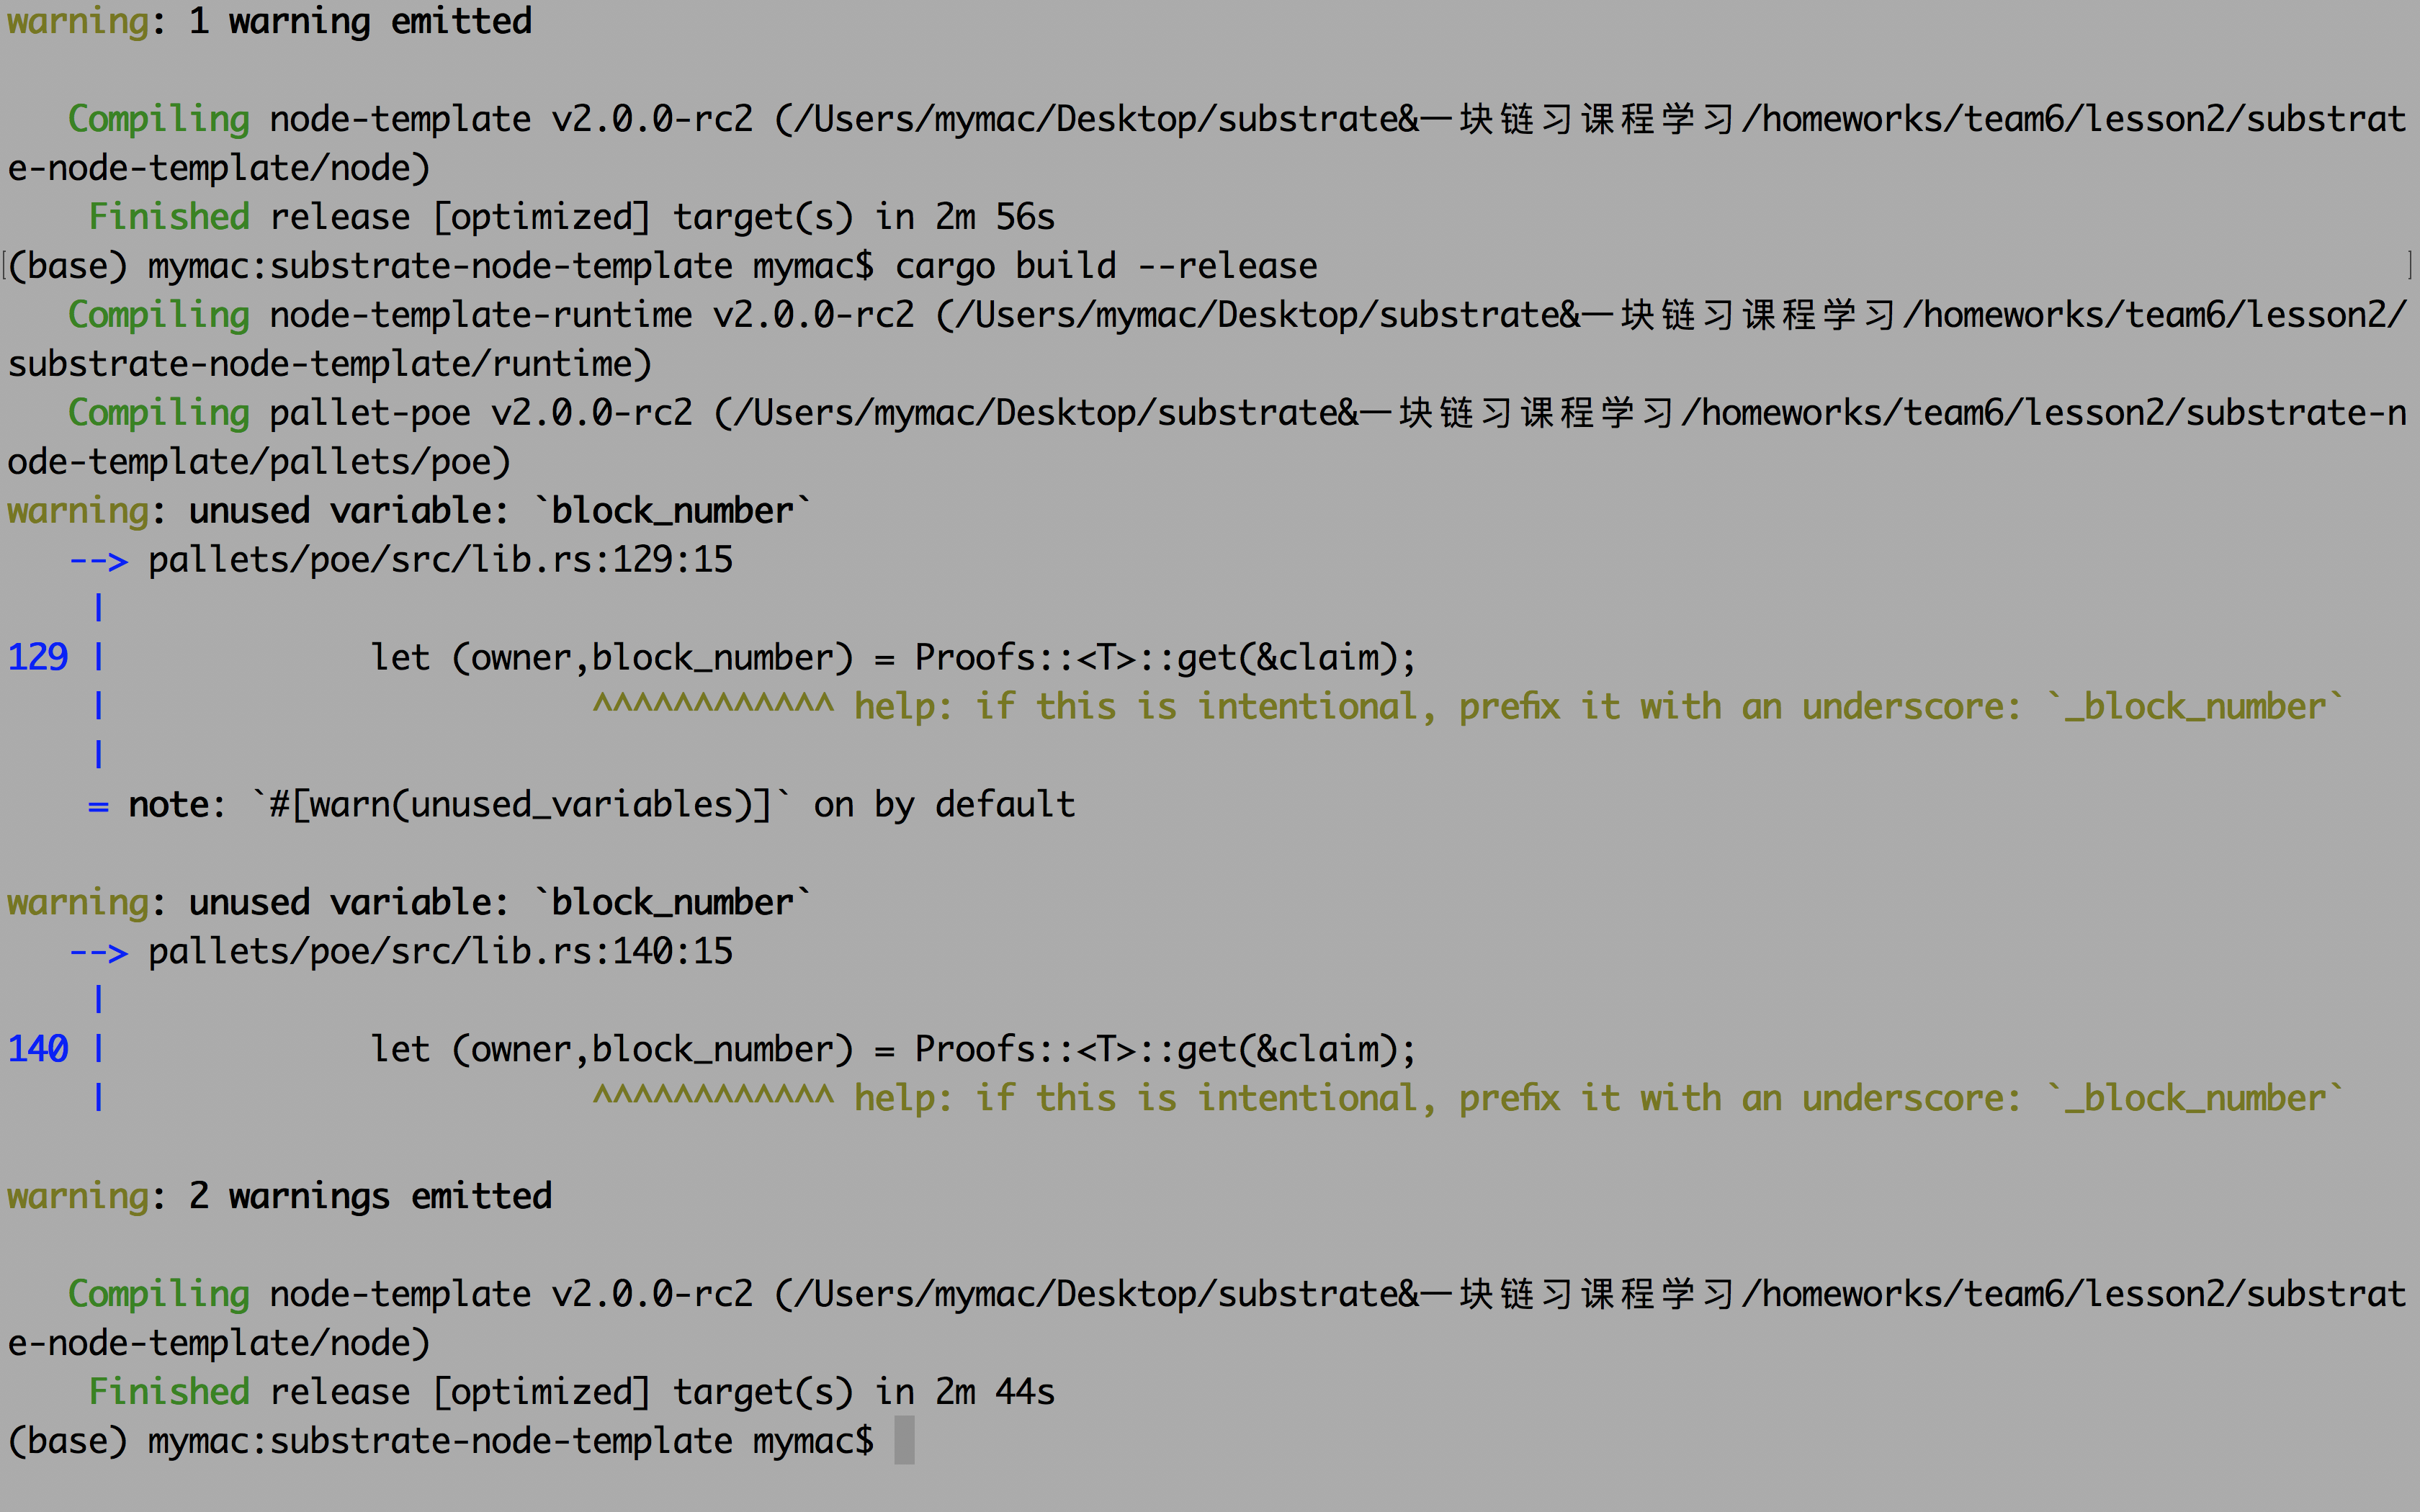 warning: 1 warning emitted

   Compiling node-template v2.0.0-rc2 (/Users/mymac/Desktop/substrate&一块链习课程学习/homeworks/team6/lesson2/substrat
e-node-template/node)
    Finished release [optimized] target(s) in 2m 56s
[(base) mymac:substrate-node-template mymac$ cargo build --release ]
   Compiling node-template-runtime v2.0.0-rc2 (/Users/mymac/Desktop/substrate&一块链习课程学习/homeworks/team6/lesson2/
substrate-node-template/runtime)
   Compiling pallet-poe v2.0.0-rc2 (/Users/mymac/Desktop/substrate&一块链习课程学习/homeworks/team6/lesson2/substrate-n
ode-template/pallets/poe)
warning: unused variable: `block_number`
   --> pallets/poe/src/lib.rs:129:15
    |
129 |             let (owner,block_number) = Proofs::<T>::get(&claim);
    |                        ^^^^^^^^^^^^ help: if this is intentional, prefix it with an underscore: `_block_number`
    |
    = note: `#[warn(unused_variables)]` on by default

warning: unused variable: `block_number`
   --> pallets/poe/src/lib.rs:140:15
    |
140 |             let (owner,block_number) = Proofs::<T>::get(&claim);
    |                        ^^^^^^^^^^^^ help: if this is intentional, prefix it with an underscore: `_block_number`

warning: 2 warnings emitted

   Compiling node-template v2.0.0-rc2 (/Users/mymac/Desktop/substrate&一块链习课程学习/homeworks/team6/lesson2/substrat
e-node-template/node)
    Finished release [optimized] target(s) in 2m 44s
(base) mymac:substrate-node-template mymac$